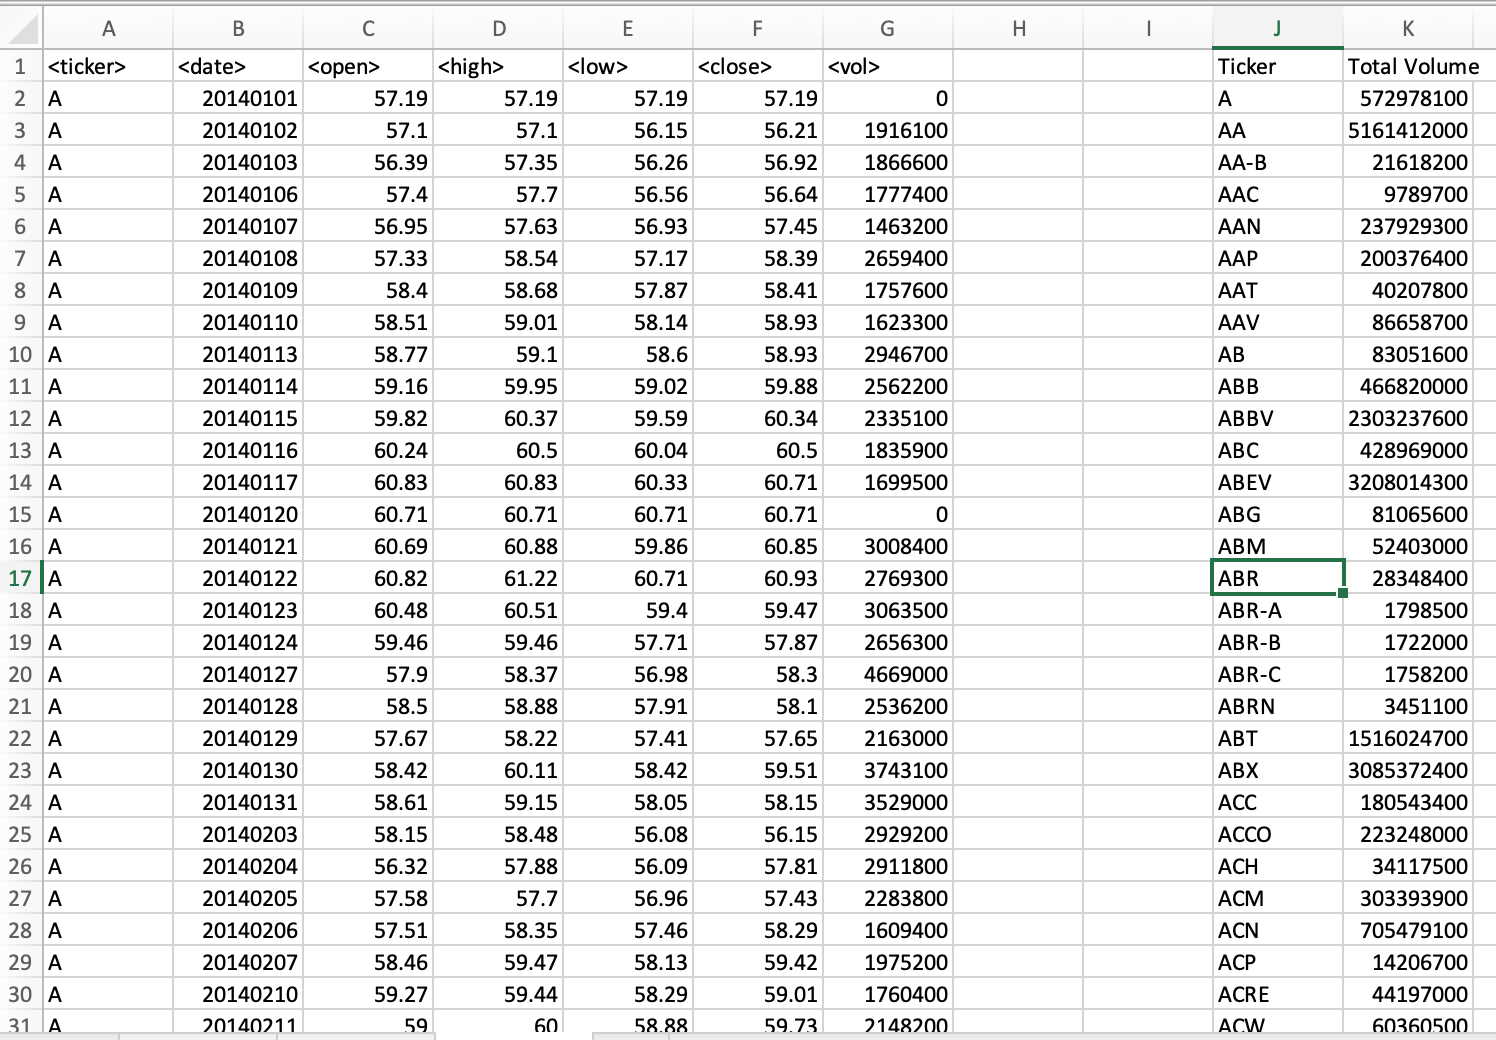 A B C D E F G H I J K
1 <ticker> <date> <open> <high> <low> <close> <vol> Ticker Total Volume
2 A 20140101 57.19 57.19 57.19 57.19 0 A 572978100
3 A 20140102 57.1 57.1 56.15 56.21 1916100 AA 5161412000
4 A 20140103 56.39 57.35 56.26 56.92 1866600 AA-B 21618200
5 A 20140106 57.4 57.7 56.56 56.64 1777400 AAC 9789700
6 A 20140107 56.95 57.63 56.93 57.45 1463200 AAN 237929300
7 A 20140108 57.33 58.54 57.17 58.39 2659400 AAP 200376400
8 A 20140109 58.4 58.68 57.87 58.41 1757600 AAT 40207800
9 A 20140110 58.51 59.01 58.14 58.93 1623300 AAV 86658700
10 A 20140113 58.77 59.1 58.6 58.93 2946700 AB 83051600
11 A 20140114 59.16 59.95 59.02 59.88 2562200 ABB 466820000
12 A 20140115 59.82 60.37 59.59 60.34 2335100 ABBV 2303237600
13 A 20140116 60.24 60.5 60.04 60.5 1835900 ABC 428969000
14 A 20140117 60.83 60.83 60.33 60.71 1699500 ABEV 3208014300
15 A 20140120 60.71 60.71 60.71 60.71 0 ABG 81065600
16 A 20140121 60.69 60.88 59.86 60.85 3008400 ABM 52403000
17 A 20140122 60.82 61.22 60.71 60.93 2769300 ABR 28348400
18 A 20140123 60.48 60.51 59.4 59.47 3063500 ABR-A 1798500
19 A 20140124 59.46 59.46 57.71 57.87 2656300 ABR-B 1722000
20 A 20140127 57.9 58.37 56.98 58.3 4669000 ABR-C 1758200
21 A 20140128 58.5 58.88 57.91 58.1 2536200 ABRN 3451100
22 A 20140129 57.67 58.22 57.41 57.65 2163000 ABT 1516024700
23 A 20140130 58.42 60.11 58.42 59.51 3743100 ABX 3085372400
24 A 20140131 58.61 59.15 58.05 58.15 3529000 ACC 180543400
25 A 20140203 58.15 58.48 56.08 56.15 2929200 ACCO 223248000
26 A 20140204 56.32 57.88 56.09 57.81 2911800 ACH 34117500
27 A 20140205 57.58 57.7 56.96 57.43 2283800 ACM 303393900
28 A 20140206 57.51 58.35 57.46 58.29 1609400 ACN 705479100
29 A 20140207 58.46 59.47 58.13 59.42 1975200 ACP 14206700
30 A 20140210 59.27 59.44 58.29 59.01 1760400 ACRE 44197000
31 A 20140211 59 60 58.88 59.73 2148200 ACW 60360500